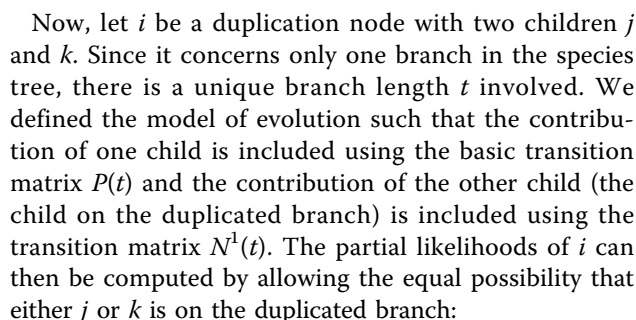 Now, let i be a duplication node with two children j
and k. Since it concerns only one branch in the species
tree, there is a unique branch length t involved. We
defined the model of evolution such that the contribu-
tion of one child is included using the basic transition
matrix P(t) and the contribution of the other child (the
child on the duplicated branch) is included using the
transition matrix N¹(t). The partial likelihoods of i can
then be computed by allowing the equal possibility that
either j or k is on the duplicated branch: